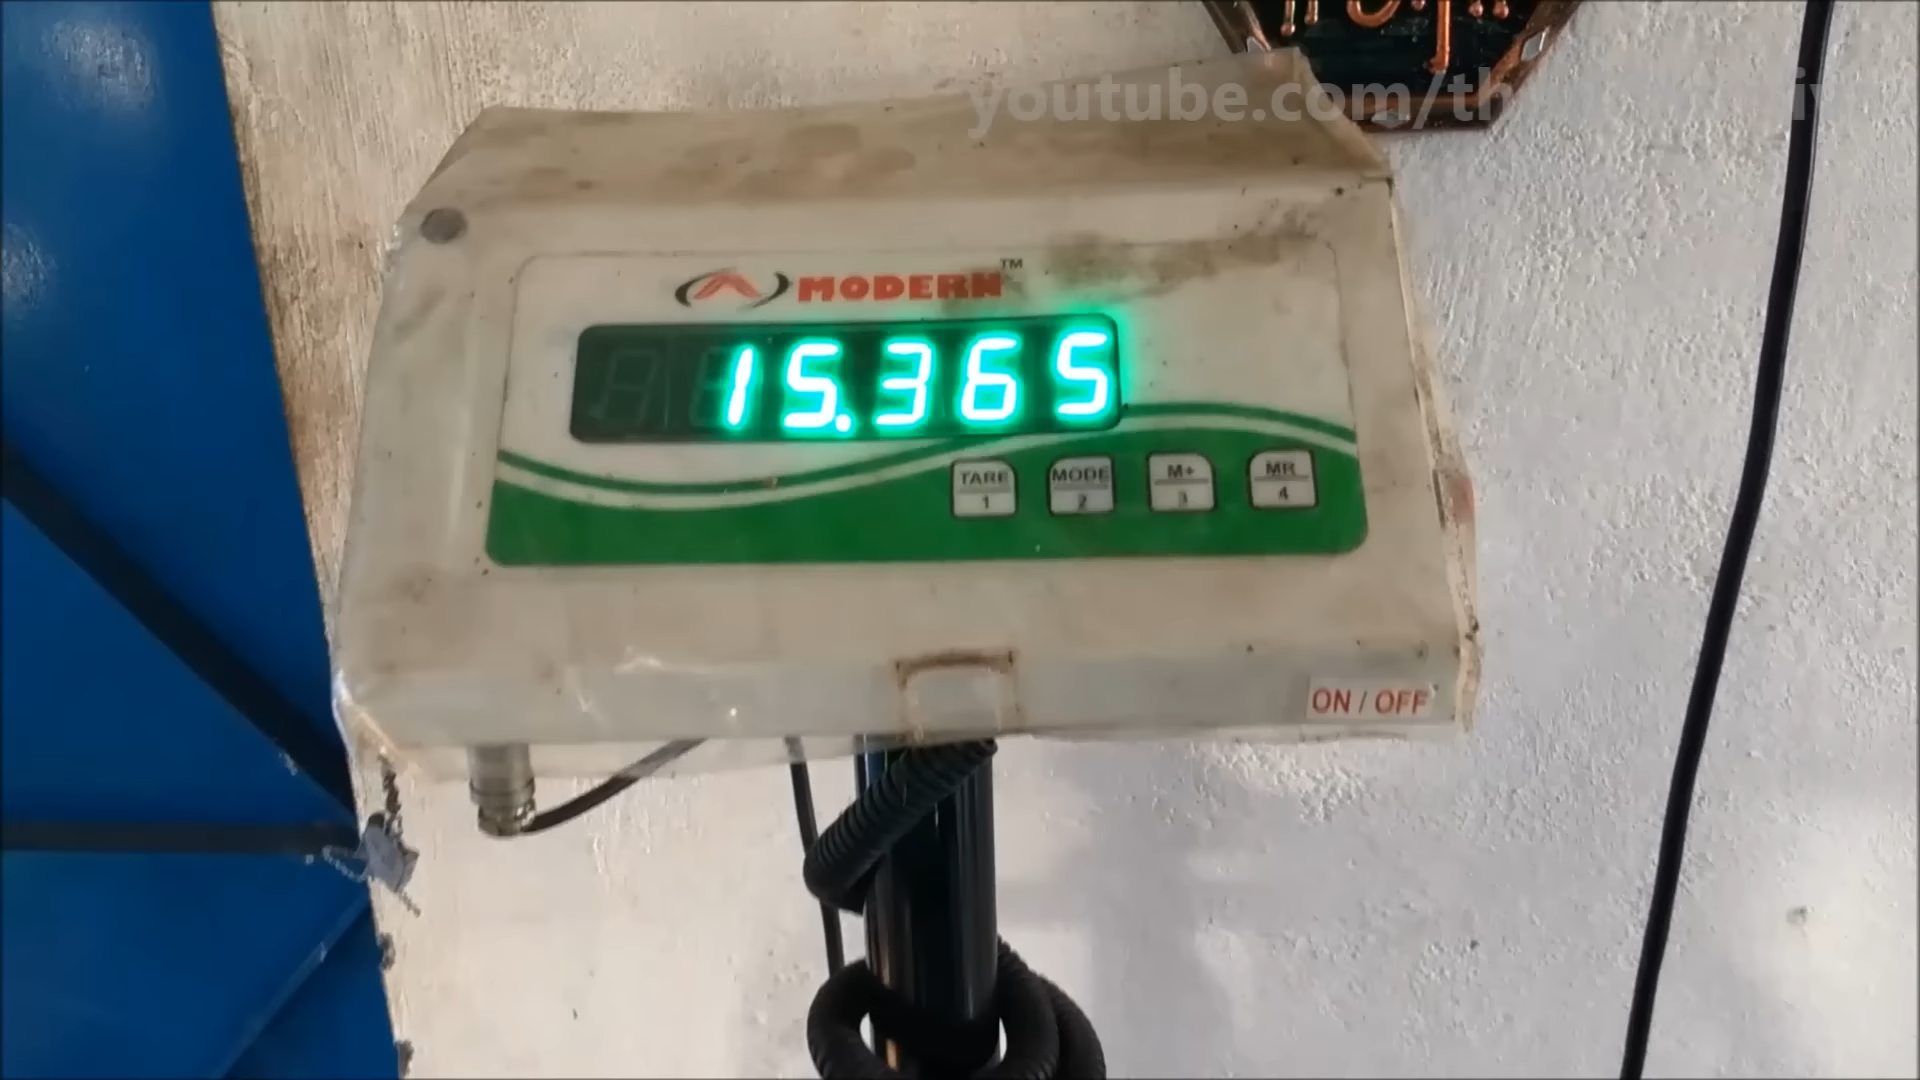 youtube.com/th
MODERN™
15.365
TARE MODE M+ MR
1 2 3 4
ON / OFF